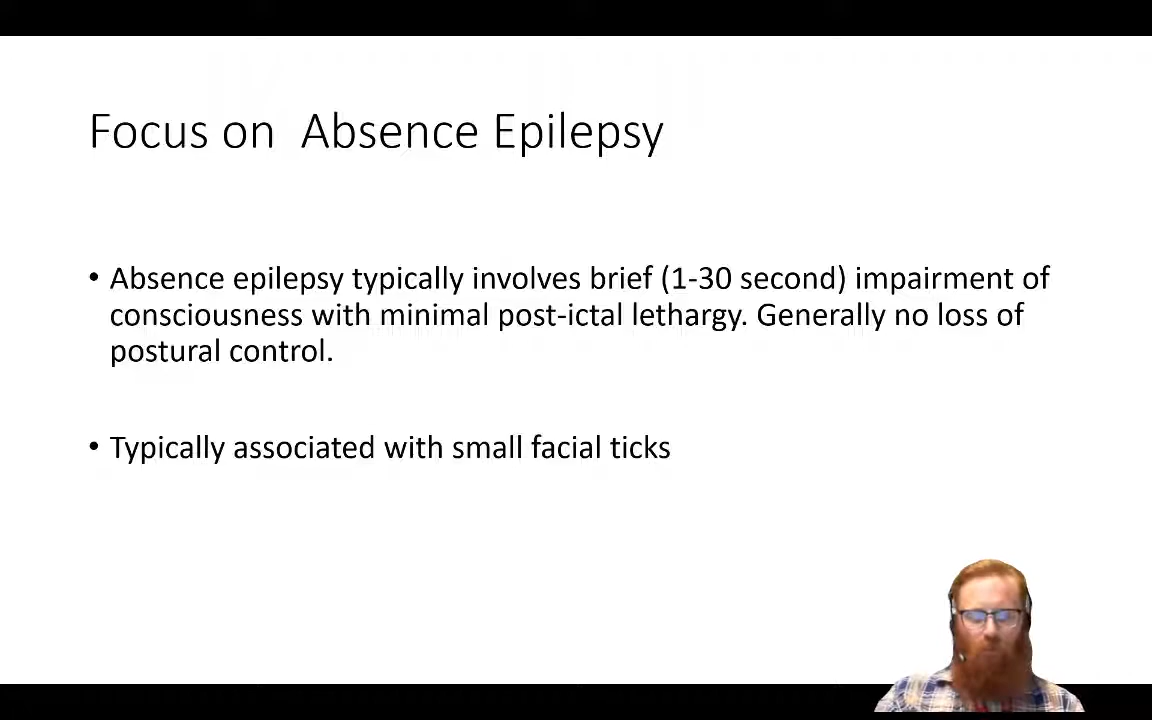 Focus on  Absence Epilepsy
• Absence epilepsy typically involves brief (1-30 second) impairment of
consciousness with minimal post-ictal lethargy. Generally no loss of
postural control.
• Typically associated with small facial ticks